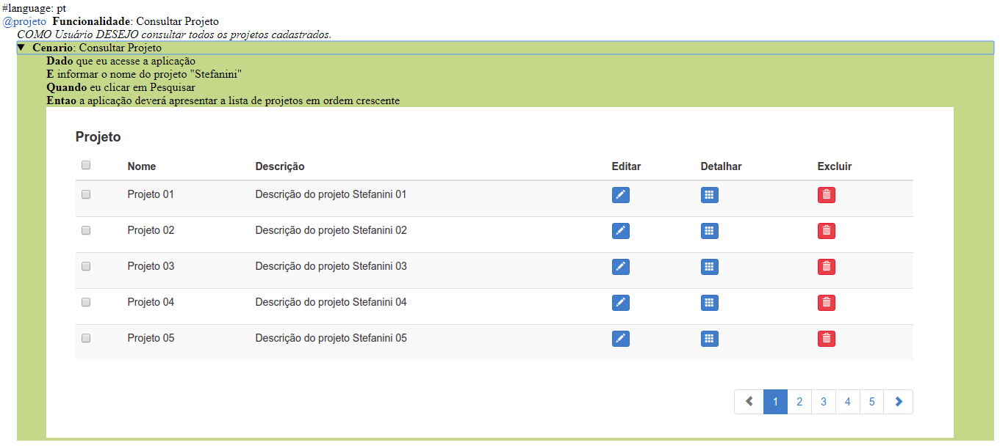 #language: pt
@projeto Funcionalidade: Consultar Projeto
COMO Usuário DESEJO consultar todos os projetos cadastrados.
Cenario: Consultar Projeto
Dado que eu acesse a aplicação
E informar o nome do projeto "Stefanini"
Quando eu clicar em Pesquisar
Entao a aplicação deverá apresentar a lista de projetos em ordem crescente
Projeto
Nome Descrição Editar Detalhar Excluir
Projeto 01 Descrição do projeto Stefanini 01
Projeto 02 Descrição do projeto Stefanini 02
Projeto 03 Descrição do projeto Stefanini 03
Projeto 04 Descrição do projeto Stefanini 04
Projeto 05 Descrição do projeto Stefanini 05
1 2 3 4 5